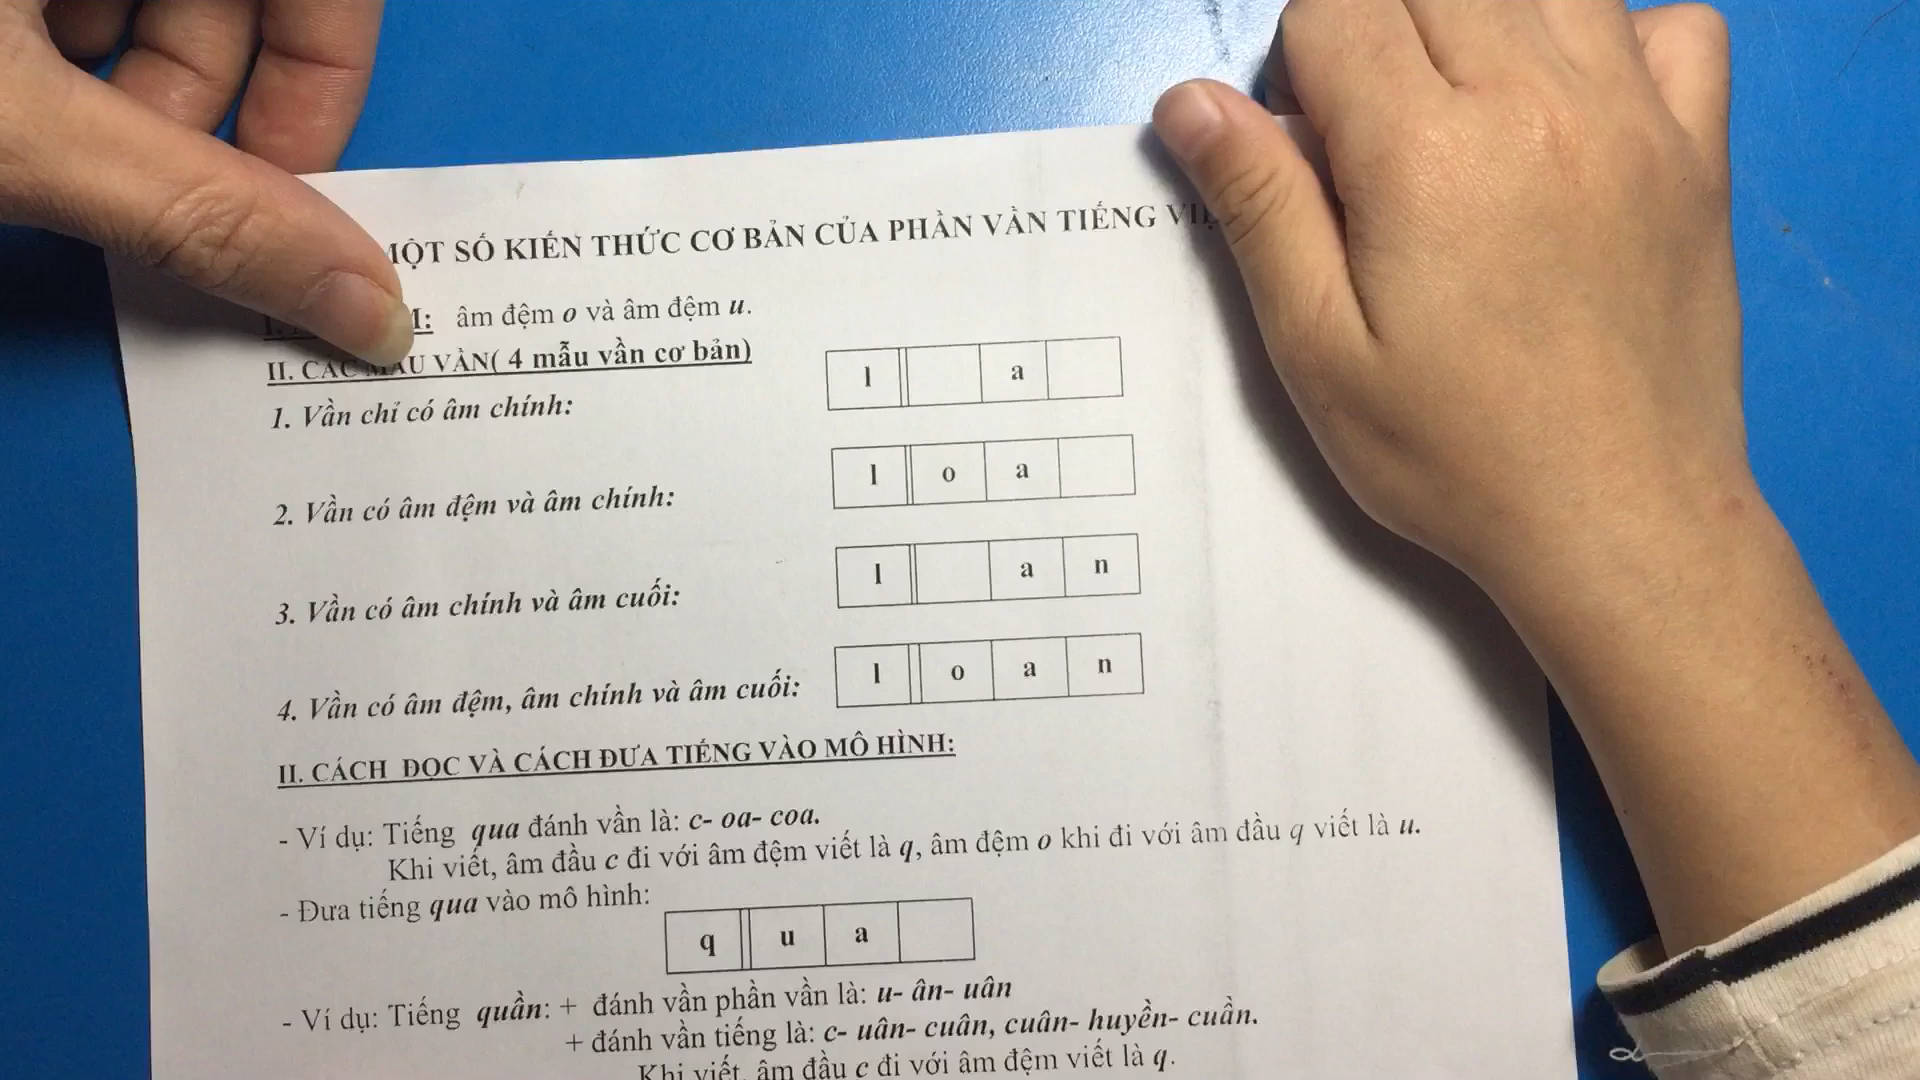 MỘT SỐ KIẾN THỨC CƠ BẢN CỦA PHẦN VẦN TIẾNG
âm đệm o và âm đệm u.
II. CÁC MẪU VẦN( 4 mẫu vần cơ bản)
1. Vần chỉ có âm chính:
l a
2. Vần có âm đệm và âm chính:
l o a
3. Vần có âm chính và âm cuối:
l a n
4. Vần có âm đệm, âm chính và âm cuối:
l o a n
II. CÁCH ĐỌC VÀ CÁCH ĐƯA TIẾNG VÀO MÔ HÌNH:
- Ví dụ: Tiếng qua đánh vần là: c- oa- coa.
Khi viết, âm đầu c đi với âm đệm viết là q, âm đệm o khi đi với âm đầu q viết là u.
- Đưa tiếng qua vào mô hình:
q u a
- Ví dụ: Tiếng quần: + đánh vần phần vần là: u- ân- uân
+ đánh vần tiếng là: c- uân- cuân, cuân- huyền- cuần.
Khi viết, âm đầu c đi với âm đệm viết là q.